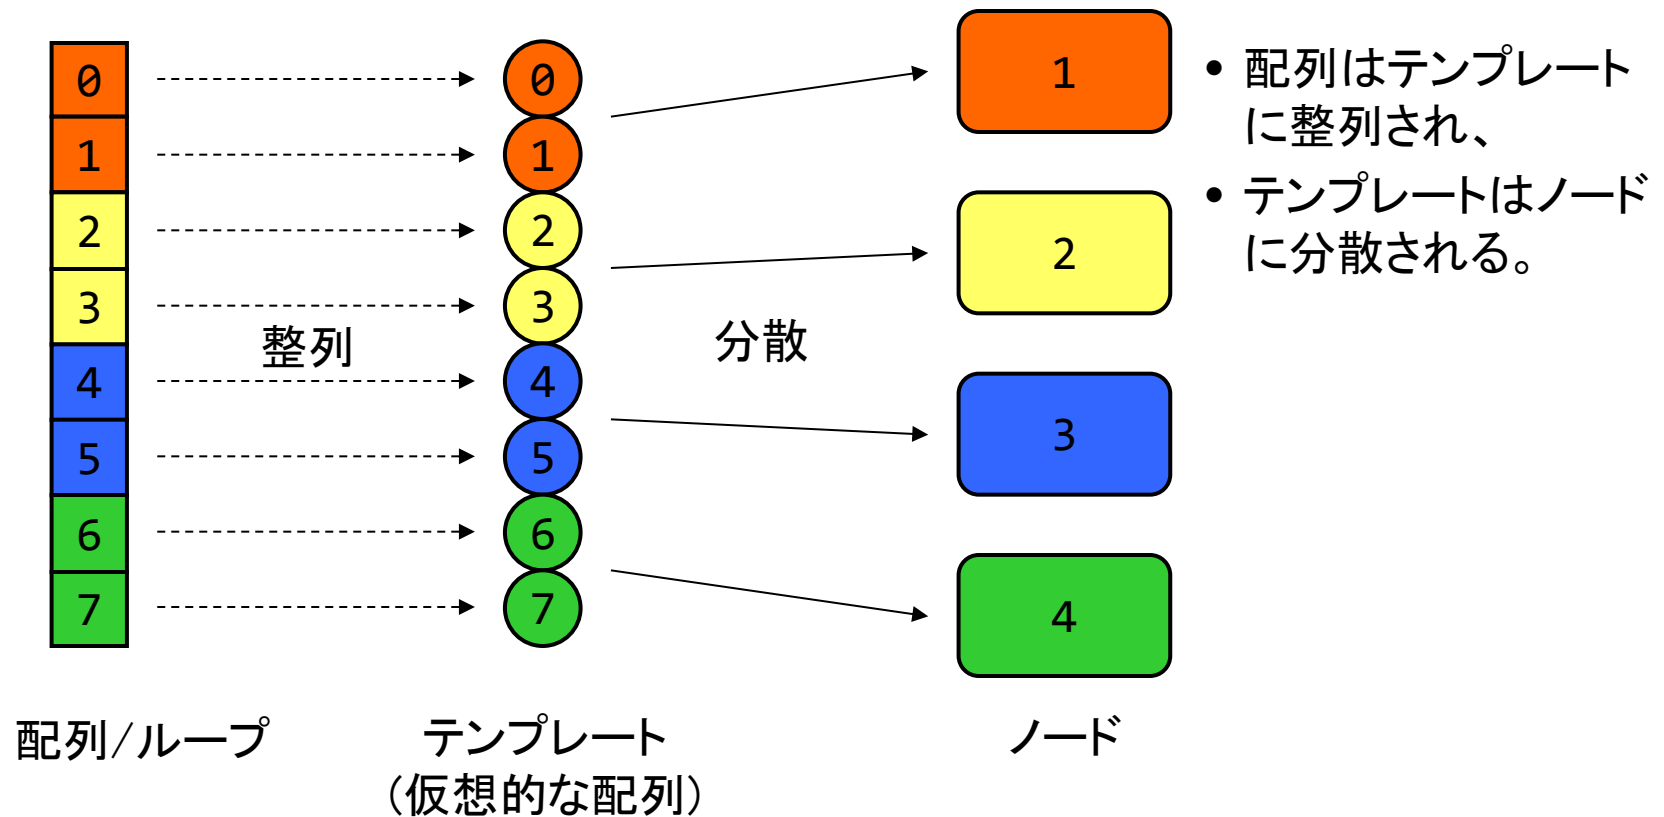 0
1
2
3
4
5
6
7
配列/ループ
整列
0
1
2
3
4
5
6
7
テンプレート
（仮想的な配列）
分散
1
2
3
4
ノード
• 配列はテンプレート
に整列され、
• テンプレートはノード
に分散される。